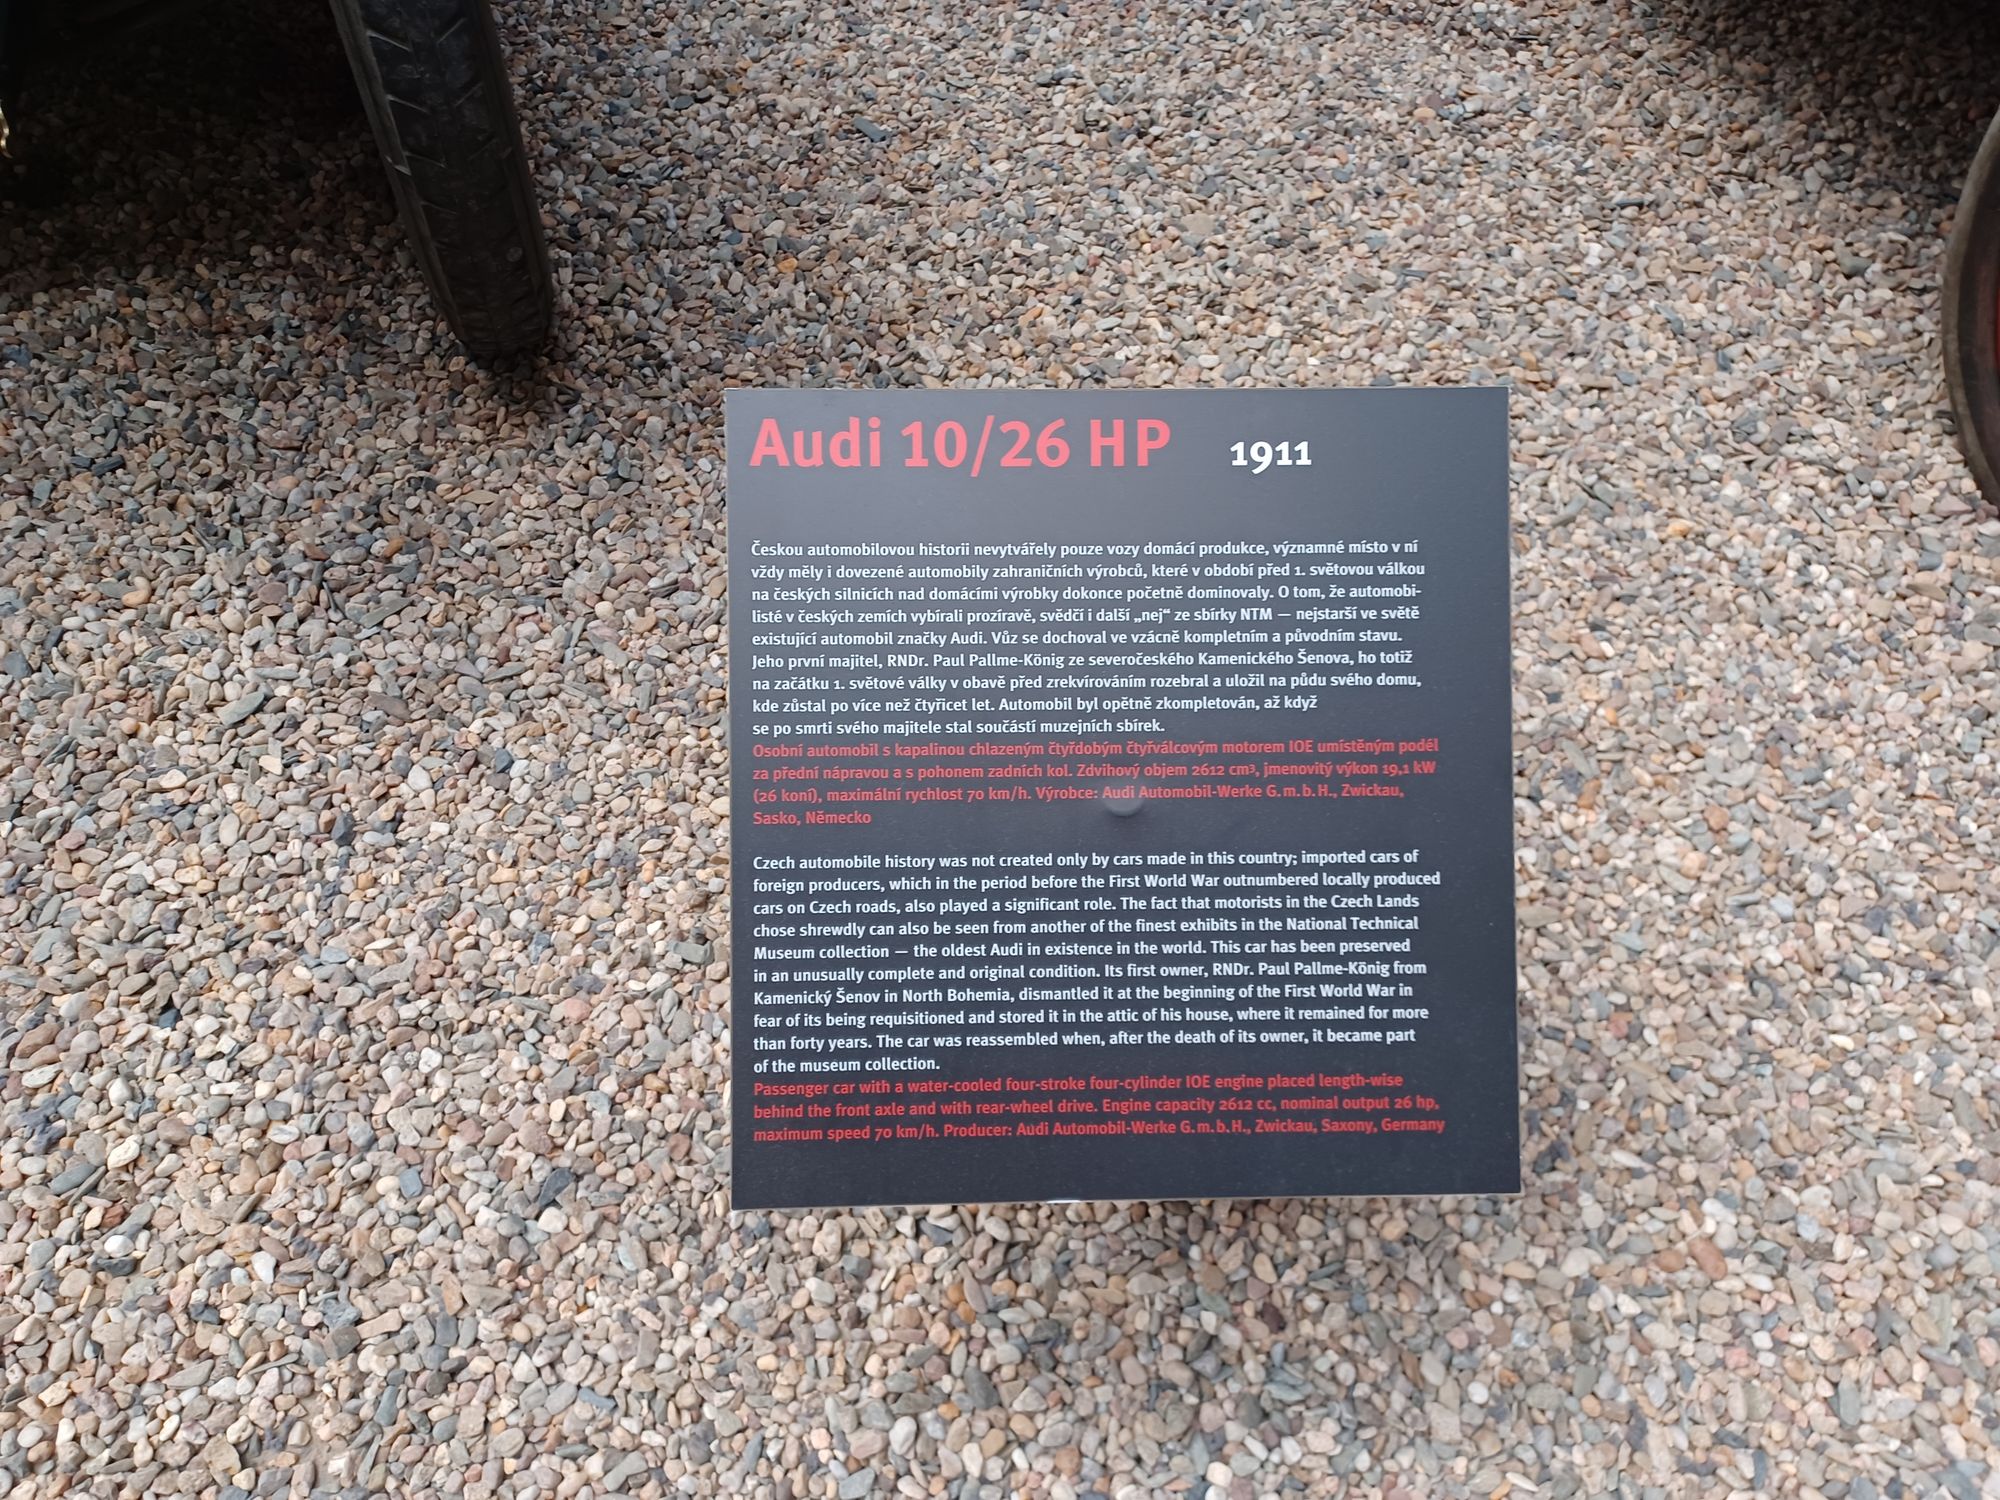 Audi 10/26 HP 1911
Českou automobilovou historii nevytvářely pouze vozy domácí produkce, významné místo v ní
vždy měly i dovezené automobily zahraničních výrobců, které v období před 1. světovou válkou
na českých silnicích nad domácími výrobky dokonce početně dominovaly. O tom, že automobi-
listé v českých zemích vybírali prozíravě, svědčí i další „nej“ ze sbírky NTM — nejstarší ve světě
existující automobil značky Audi. Vůz se dochoval ve vzácně kompletním a původním stavu.
Jeho první majitel, RNDr. Paul Pallme-König ze severočeského Kamenického Šenova, ho totiž
na začátku 1. světové války v obavě před zrekvírováním rozebral a uložil na půdu svého domu,
kde zůstal po více než čtyřicet let. Automobil byl opětně zkompletován, až když
se po smrti svého majitele stal součástí muzejních sbírek.
Osobní automobil s kapalinou chlazeným čtyřdobým čtyřválcovým motorem IOE umístěným podél
za přední nápravou a s pohonem zadních kol. Zdvihový objem 2612 cm³, jmenovitý výkon 19,1 kW
(26 koní), maximální rychlost 70 km/h. Výrobce: Audi Automobil-Werke G.m.b.H., Zwickau,
Sasko, Německo
Czech automobile history was not created only by cars made in this country; imported cars of
foreign producers, which in the period before the First World War outnumbered locally produced
cars on Czech roads, also played a significant role. The fact that motorists in the Czech Lands
chose shrewdly can also be seen from another of the finest exhibits in the National Technical
Museum collection — the oldest Audi in existence in the world. This car has been preserved
in an unusually complete and original condition. Its first owner, RNDr. Paul Pallme-König from
Kamenický Šenov in North Bohemia, dismantled it at the beginning of the First World War in
fear of its being requisitioned and stored it in the attic of his house, where it remained for more
than forty years. The car was reassembled when, after the death of its owner, it became part
of the museum collection.
Passenger car with a water-cooled four-stroke four-cylinder IOE engine placed length-wise
behind the front axle and with rear-wheel drive. Engine capacity 2612 cc, nominal output 26 hp,
maximum speed 70 km/h. Producer: Audi Automobil-Werke G.m.b.H., Zwickau, Saxony, Germany